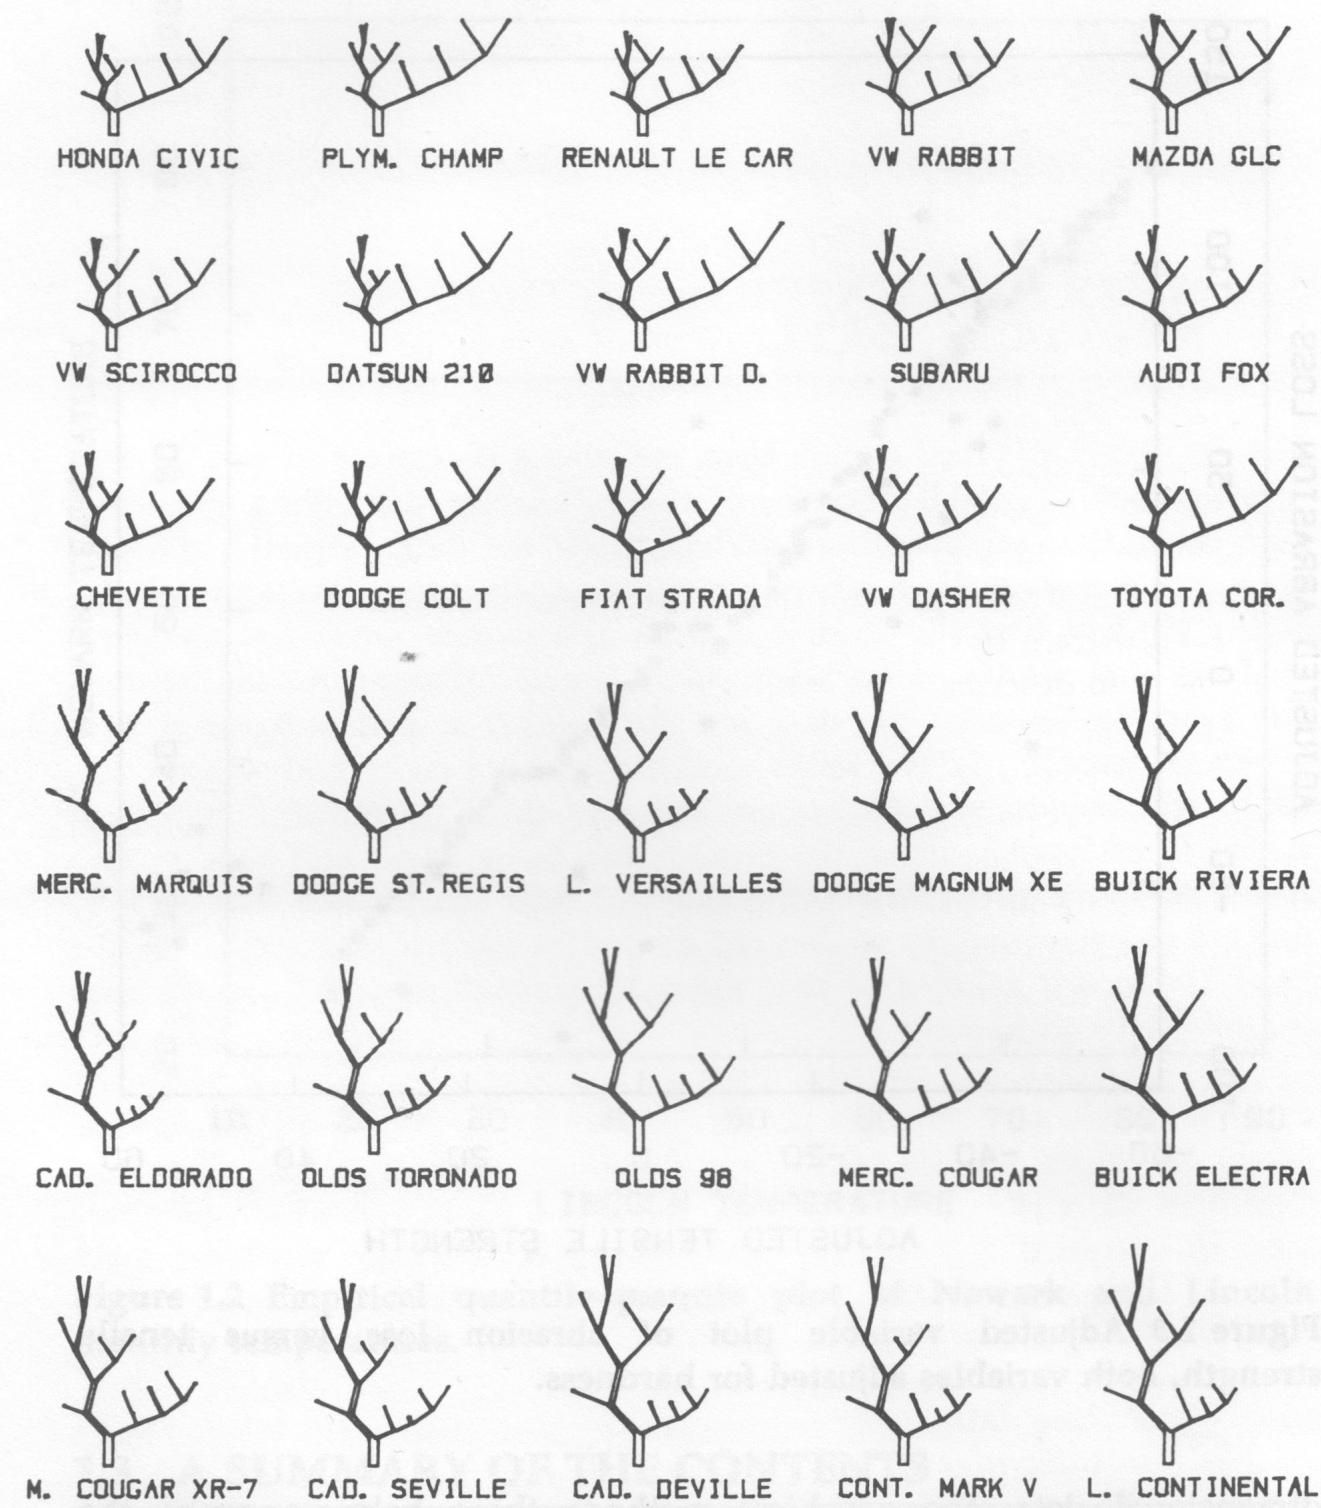 HONDA CIVIC PLYM. CHAMP RENAULT LE CAR VW RABBIT MAZDA GLC
VW SCIROCCO DATSUN 210 VW RABBIT D. SUBARU AUDI FOX
CHEVETTE DODGE COLT FIAT STRADA VW DASHER TOYOTA COR.
MERC. MARQUIS DODGE ST.REGIS L. VERSAILLES DODGE MAGNUM XE BUICK RIVIERA
CAD. ELDORADO OLDS TORONADO OLDS 98 MERC. COUGAR BUICK ELECTRA
M. COUGAR XR-7 CAD. SEVILLE CAD. DEVILLE CONT. MARK V L. CONTINENTAL